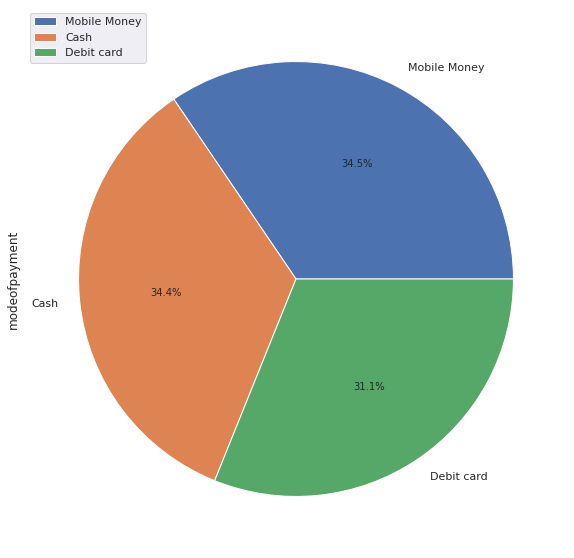 Mobile Money
Cash
Debit card
Mobile Money
34.5%
modeofpayment
34.4%
Cash
31.1%
Debit card